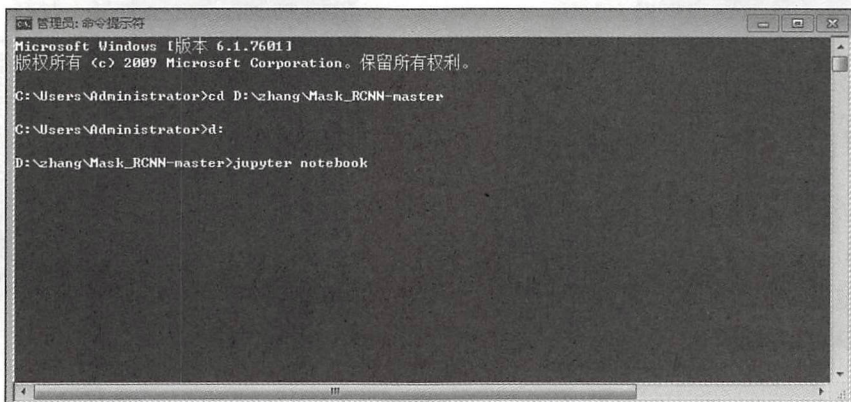 管理员: 命令提示符
Microsoft Windows [版本 6.1.7601]
版权所有 (c) 2009 Microsoft Corporation。保留所有权利。
C:\Users\Administrator>cd D:\zhang\Mask_RCNN-master
C:\Users\Administrator>d:
D:\zhang\Mask_RCNN-master>jupyter notebook